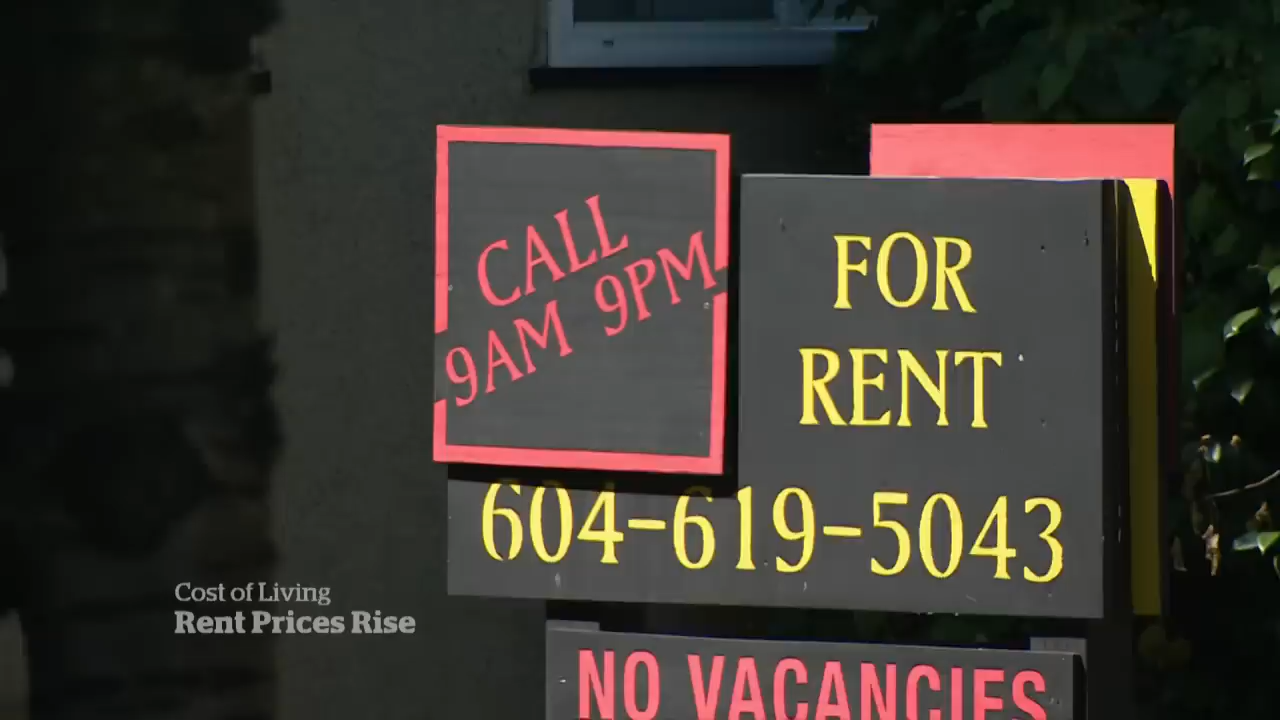 CALL
9AM 9PM
FOR
RENT
604-619-5043
NO VACANCIES
Cost of Living
Rent Prices Rise